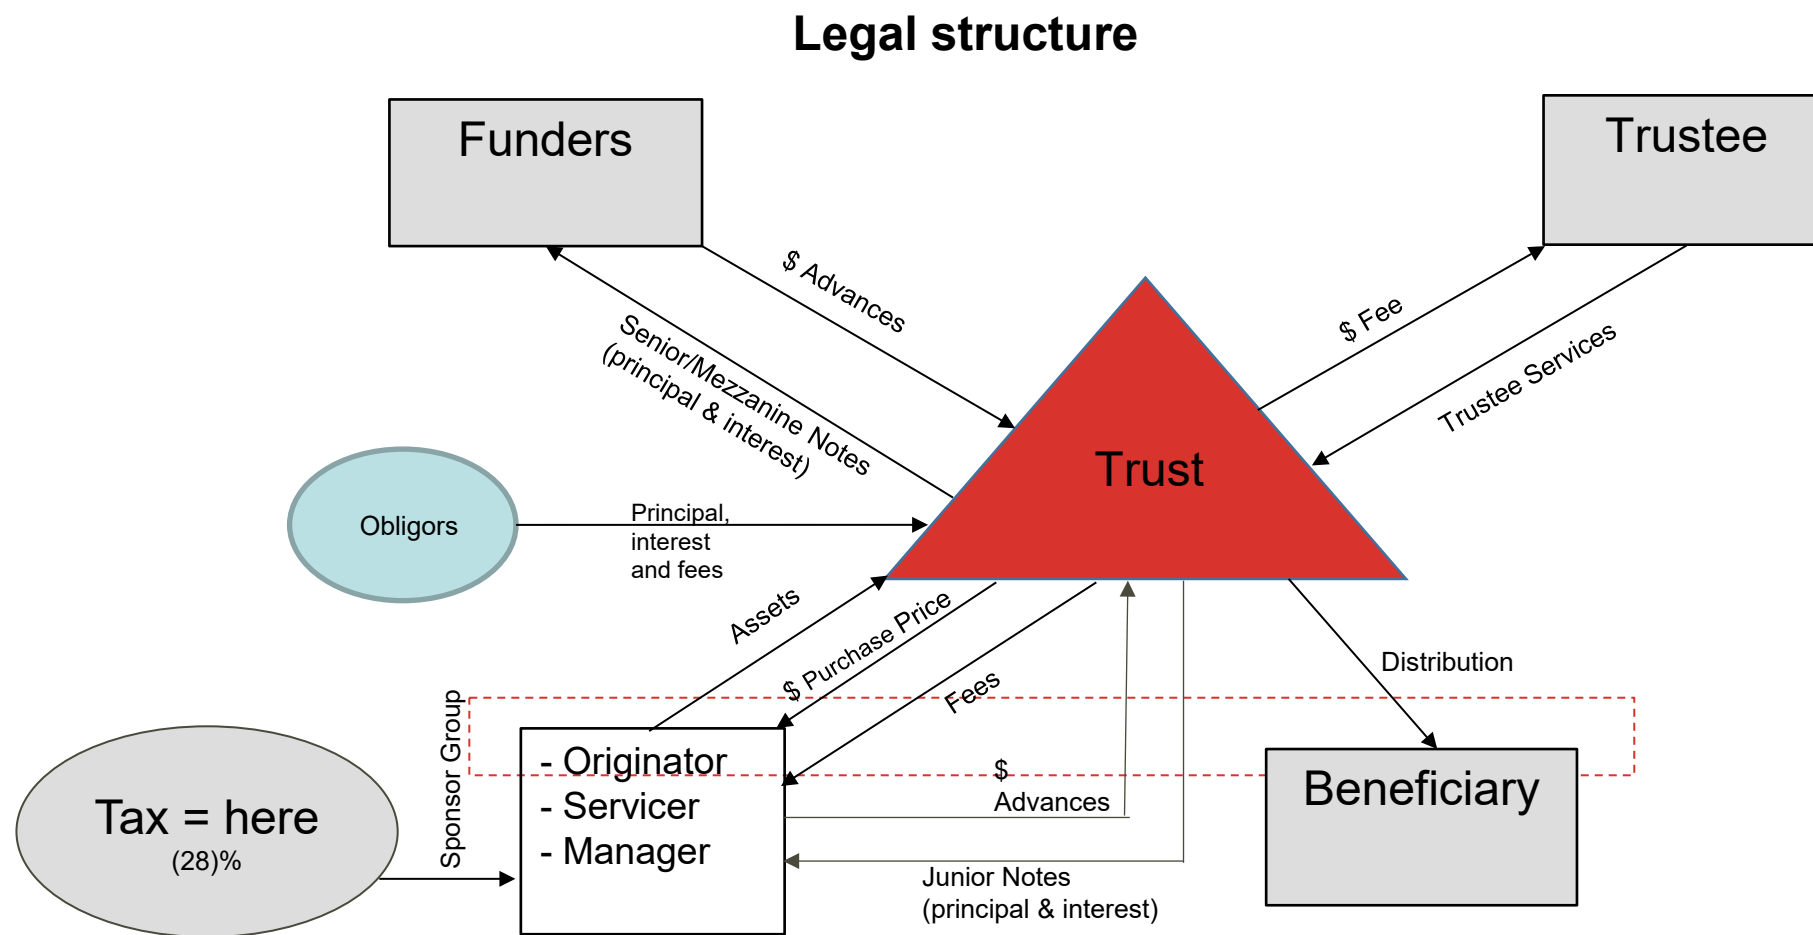 Legal structure
Funders
Trustee
$ Advances
Senior/Mezzanine Notes
(principal & interest)
$ Fee
Trustee Services
Trust
Obligors
Principal,
interest
and fees
Assets
$ Purchase Price
Fees
Distribution
Sponsor Group
- Originator
- Servicer
- Manager
$
Advances
Beneficiary
Tax = here
(28)%
Junior Notes
(principal & interest)